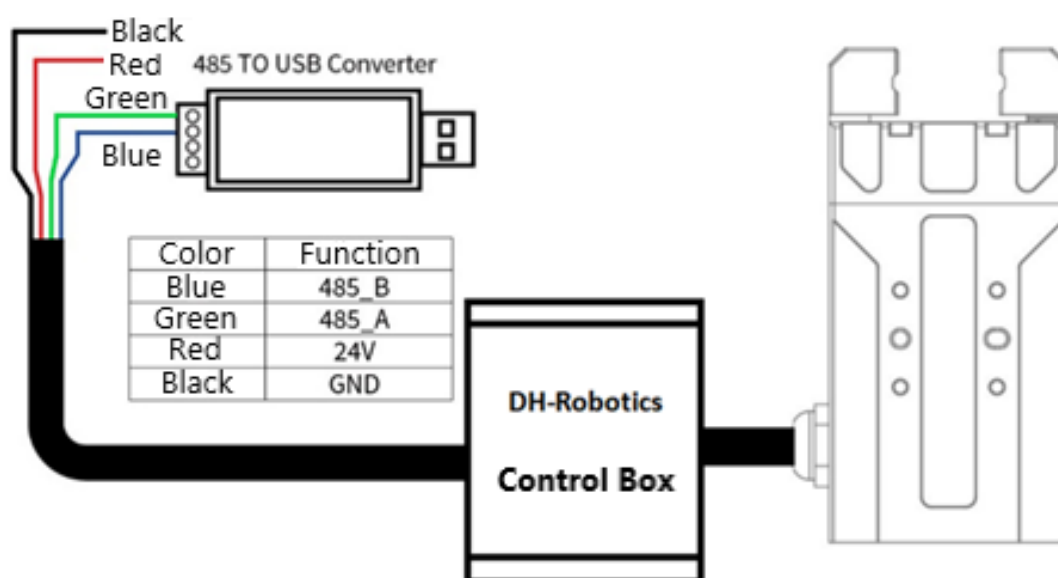 Black
Red
485 TO USB Converter
Green
Blue
Color Function
Blue 485_B
Green 485_A
Red 24V
Black GND
DH-Robotics
Control Box